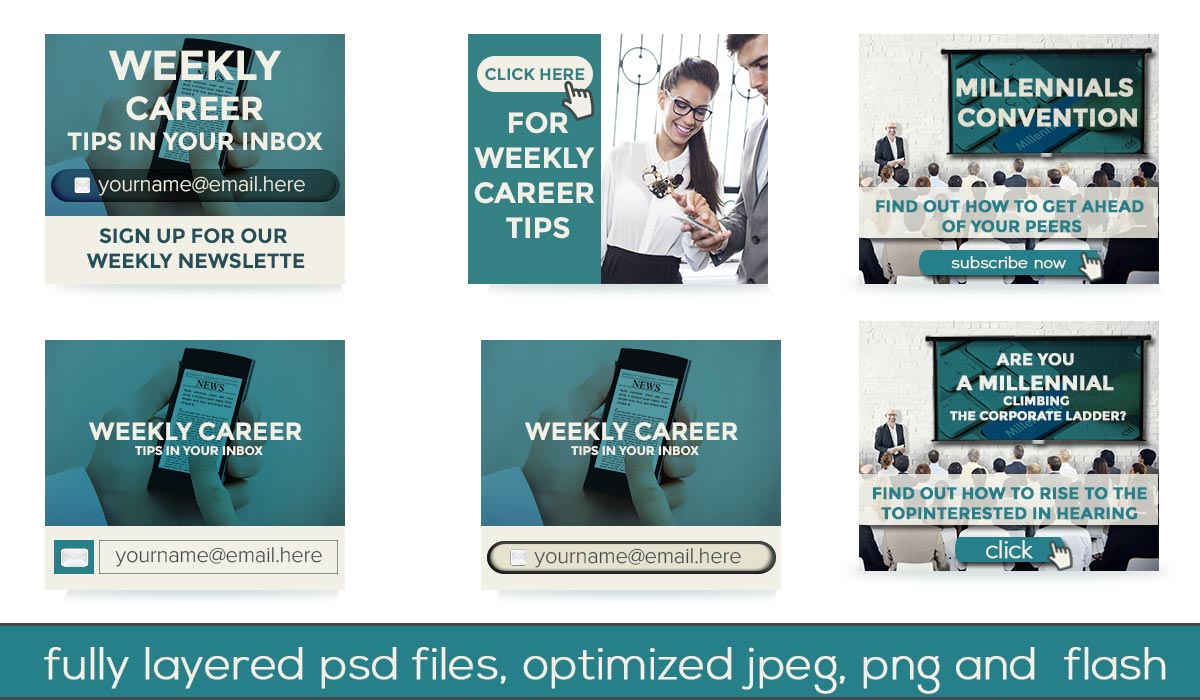 WEEKLY
CAREER
TIPS IN YOUR INBOX
yourname@email.here
SIGN UP FOR OUR
WEEKLY NEWSLETTE
CLICK HERE
FOR
WEEKLY
CAREER
TIPS
MILLENNIALS
CONVENTION
FIND OUT HOW TO GET AHEAD
OF YOUR PEERS
subscribe now
NEWS
WEEKLY CAREER
TIPS IN YOUR INBOX
yourname@email.here
NEWS
WEEKLY CAREER
TIPS IN YOUR INBOX
yourname@email.here
ARE YOU
A MILLENNIAL
CLIMBING
THE CORPORATE LADDER?
FIND OUT HOW TO RISE TO THE
TOPINTERESTED IN HEARING
click
fully layered psd files, optimized jpeg, png and flash